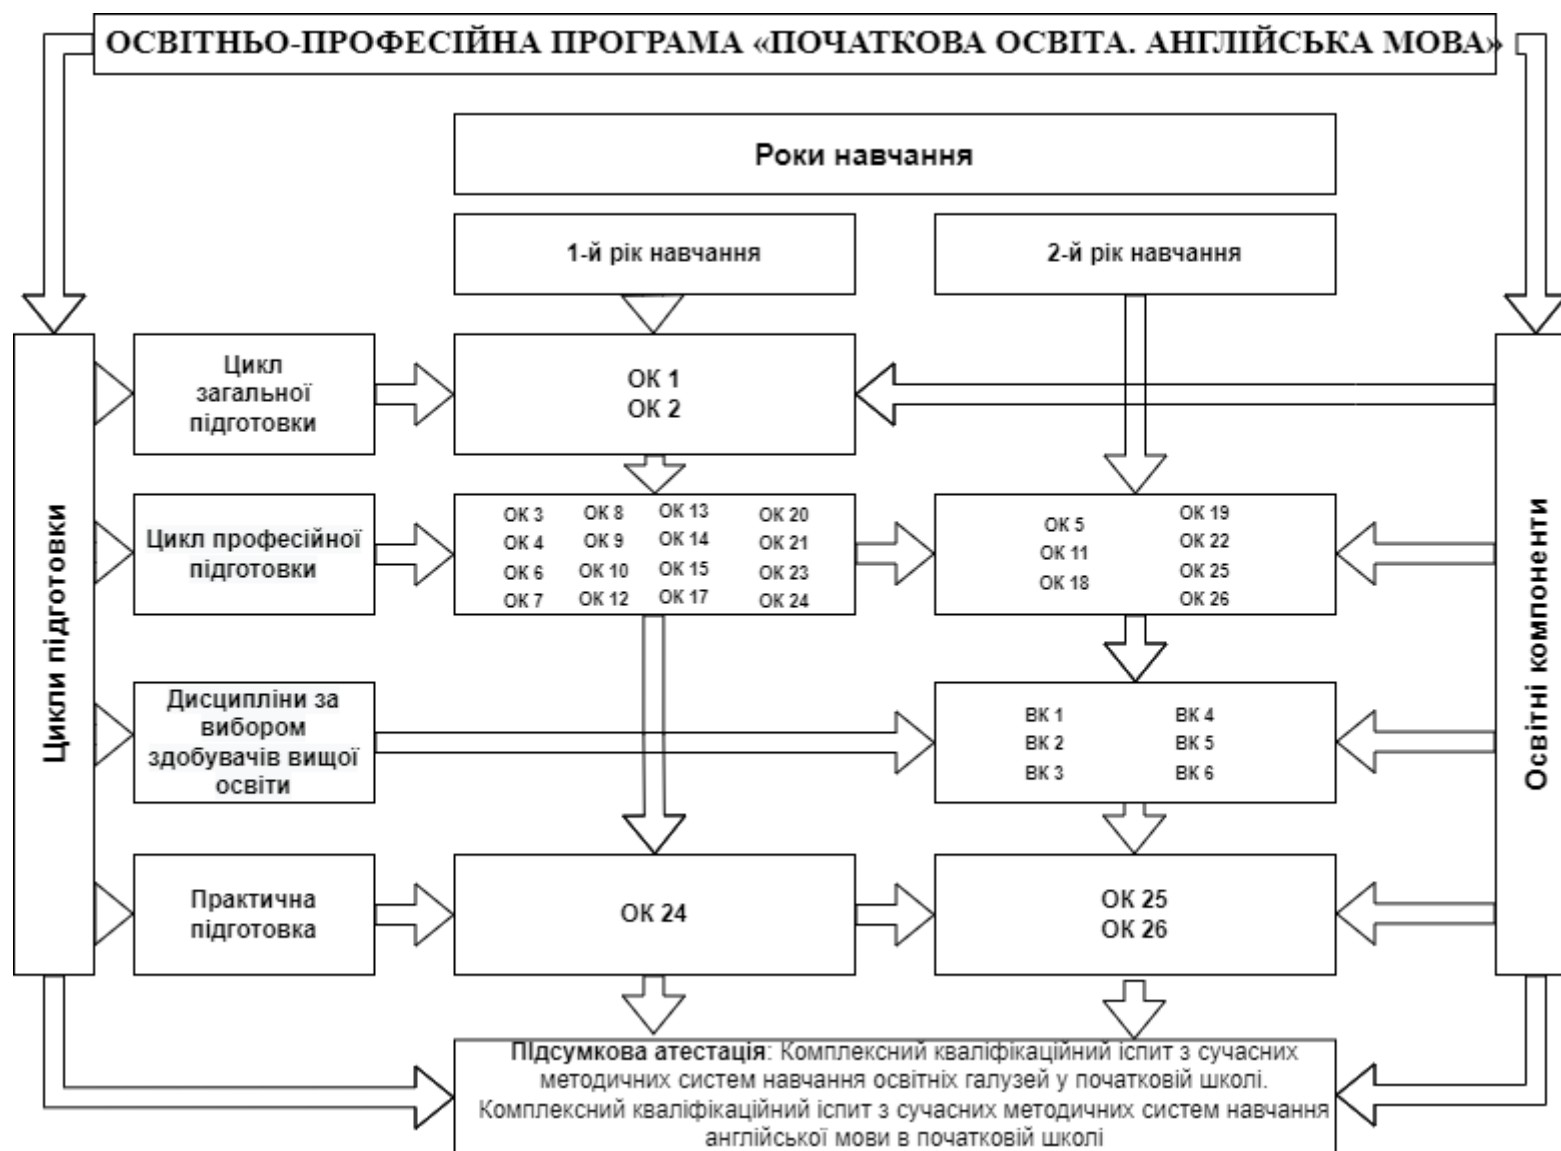 ОСВІТНЬО-ПРОФЕСІЙНА ПРОГРАМА «ПОЧАТКОВА ОСВІТА. АНГЛІЙСЬКА МОВА»
Роки навчання
1-й рік навчання
2-й рік навчання
Цикли підготовки
Освітні компоненти
Цикл
загальної
підготовки
ОК 1
ОК 2
Цикл професійної
підготовки
ОК 3
ОК 4
ОК 6
ОК 7
ОК 8
ОК 9
ОК 10
ОК 12
ОК 13
ОК 14
ОК 15
ОК 17
ОК 20
ОК 21
ОК 23
ОК 24
ОК 5
ОК 11
ОК 18
ОК 19
ОК 22
ОК 25
ОК 26
Дисципліни за
вибором
здобувачів вищої
освіти
ВК 1
ВК 2
ВК 3
ВК 4
ВК 5
ВК 6
Практична
підготовка
ОК 24
ОК 25
ОК 26
Підсумкова атестація: Комплексний кваліфікаційний іспит з сучасних
методичних систем навчання освітніх галузей у початковій школі.
Комплексний кваліфікаційний іспит з сучасних методичних систем навчання
англійської мови в початковій школі